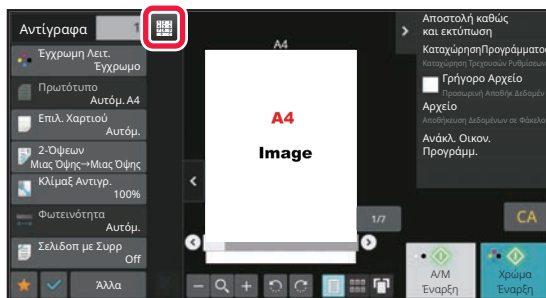 Αντίγραφα 1
Έγχρωμη Λειτ.
Έγχρωμο
Πρωτότυπο
Αυτόμ. A4
Επιλ. Χαρτιού
Αυτόμ.
2-Όψεων
Μιας Όψης→Μιας Όψης
Κλίμαξ Αντιγρ.
100%
Φωτεινότητα
Αυτόμ.
Σελιδοπ με Συρρ
Off
Άλλα
A4
A4
Image
1/7
Αποστολή καθώς
και εκτύπωση
ΚαταχώρησηΠρογράμματος
Καταχώρηση Τρεχουσών Ρυθμίσεων
Γρήγορο Αρχείο
Προσωρινή Αποθήκ Δεδομέν
Αρχείο
Αποθήκευση Δεδομένων σε Φάκελο
Ανάκλ. Οικον.
Προγράμμ.
CA
Α/Μ
Έναρξη
Χρώμα
Έναρξη